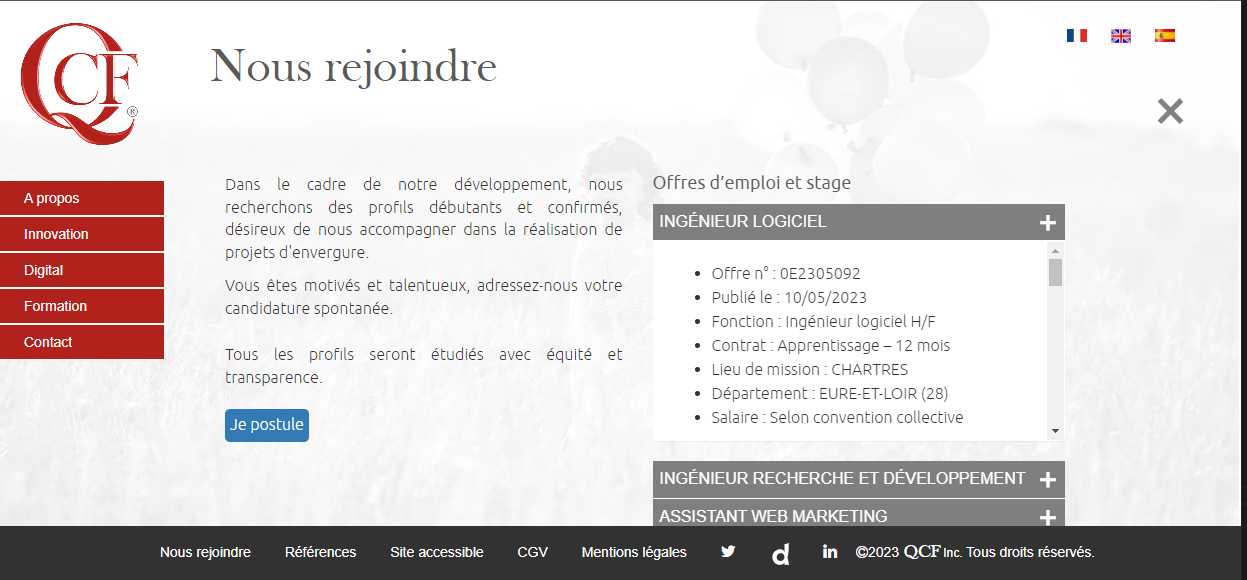 QCF®
Nous rejoindre
A propos
Innovation
Digital
Formation
Contact
Dans le cadre de notre développement, nous
recherchons des profils débutants et confirmés,
désireux de nous accompagner dans la réalisation de
projets d'envergure.
Vous êtes motivés et talentueux, adressez-nous votre
candidature spontanée.
Tous les profils seront étudiés avec équité et
transparence.
Je postule
Offres d’emploi et stage
INGÉNIEUR LOGICIEL +
• Offre n° : 0E2305092
• Publié le : 10/05/2023
• Fonction : Ingénieur logiciel H/F
• Contrat : Apprentissage – 12 mois
• Lieu de mission : CHARTRES
• Département : EURE-ET-LOIR (28)
• Salaire : Selon convention collective
INGÉNIEUR RECHERCHE ET DÉVELOPPEMENT +
ASSISTANT WEB MARKETING +
Nous rejoindre Références Site accessible CGV Mentions légales d in ©2023 QCF Inc. Tous droits réservés.